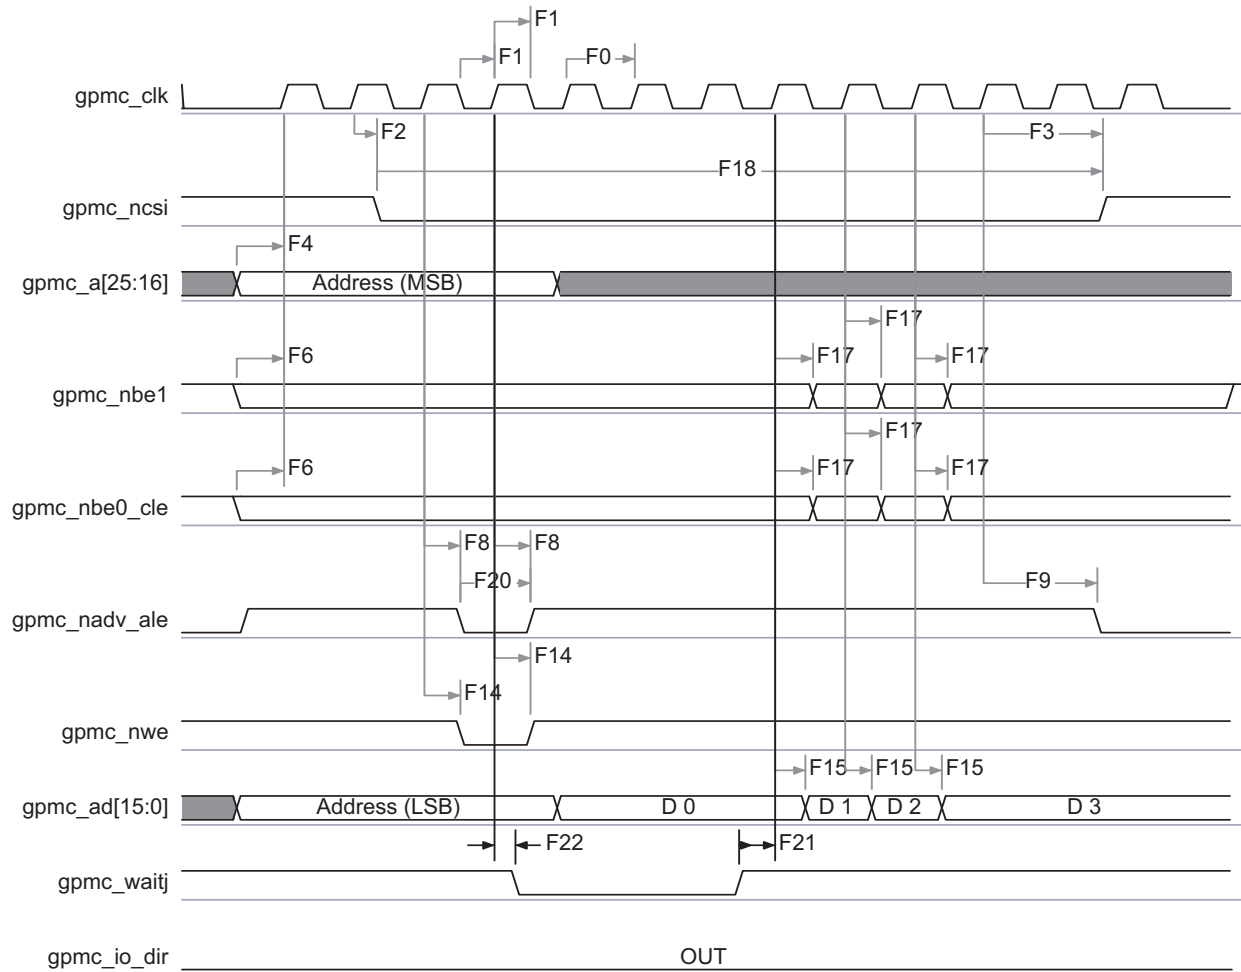 F1
F1
F0
gpmc_clk
F2
F3
F18
gpmc_ncsi
F4
gpmc_a[25:16]
Address (MSB)
F17
F6
F17
F17
gpmc_nbe1
F17
F6
F17
F17
gpmc_nbe0_cle
F8
F8
F20
F9
gpmc_nadv_ale
F14
F14
gpmc_nwe
F15
F15
F15
gpmc_ad[15:0]
Address (LSB)
D 0
D 1
D 2
D 3
F22
F21
gpmc_waitj
gpmc_io_dir
OUT